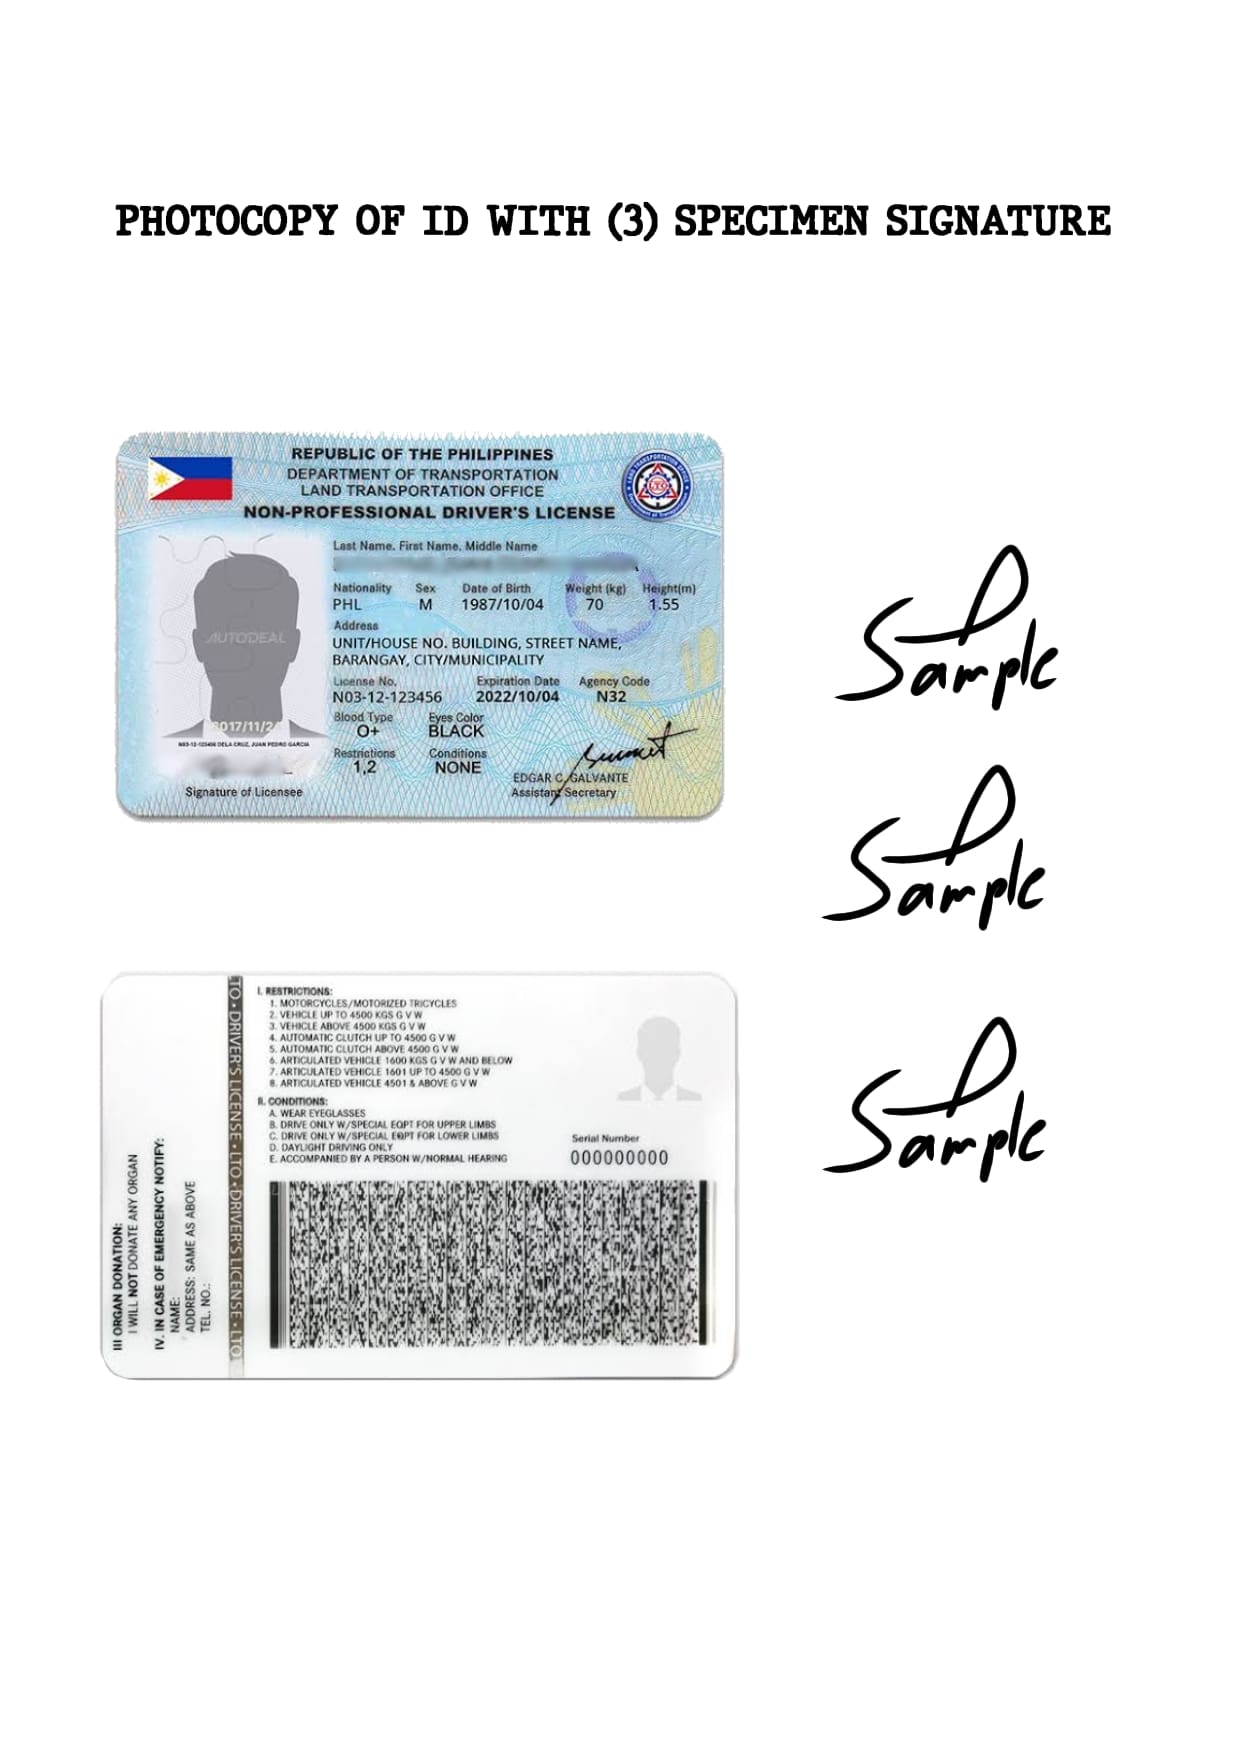 PHOTOCOPY OF ID WITH (3) SPECIMEN SIGNATURE
REPUBLIC OF THE PHILIPPINES
DEPARTMENT OF TRANSPORTATION
LAND TRANSPORTATION OFFICE
NON-PROFESSIONAL DRIVER'S LICENSE
LTO
Last Name. First Name. Middle Name
Nationality Sex Date of Birth Weight (kg) Height(m)
PHL M 1987/10/04 70 1.55
Address
UNIT/HOUSE NO. BUILDING, STREET NAME,
BARANGAY, CITY/MUNICIPALITY
License No. Expiration Date Agency Code
N03-12-123456 2022/10/04 N32
Blood Type Eyes Color
O+ BLACK
Restrictions Conditions
1,2 NONE
EDGAR C. GALVANTE
Assistant Secretary
AUTODEAL
2017/11/24
N03-12-123456 DELA CRUZ, JUAN PEDRO GARCIA
Signature of Licensee
Sample
Sample
Sample
III ORGAN DONATION:
I WILL NOT DONATE ANY ORGAN
IV. IN CASE OF EMERGENCY NOTIFY:
NAME:
ADDRESS: SAME AS ABOVE
TEL. NO.:
LTO • DRIVER'S LICENSE • LTO • DRIVER'S LICENSE • LTO
I. RESTRICTIONS:
1. MOTORCYCLES/MOTORIZED TRICYCLES
2. VEHICLE UP TO 4500 KGS G V W
3. VEHICLE ABOVE 4500 KGS G V W
4. AUTOMATIC CLUTCH UP TO 4500 G V W
5. AUTOMATIC CLUTCH ABOVE 4500 G V W
6. ARTICULATED VEHICLE 1600 KGS G V W AND BELOW
7. ARTICULATED VEHICLE 1601 UP TO 4500 G V W
8. ARTICULATED VEHICLE 4501 & ABOVE G V W
II. CONDITIONS:
A. WEAR EYEGLASSES
B. DRIVE ONLY W/SPECIAL EQPT FOR UPPER LIMBS
C. DRIVE ONLY W/SPECIAL EQPT FOR LOWER LIMBS
D. DAYLIGHT DRIVING ONLY
E. ACCOMPANIED BY A PERSON W/NORMAL HEARING
Serial Number
000000000